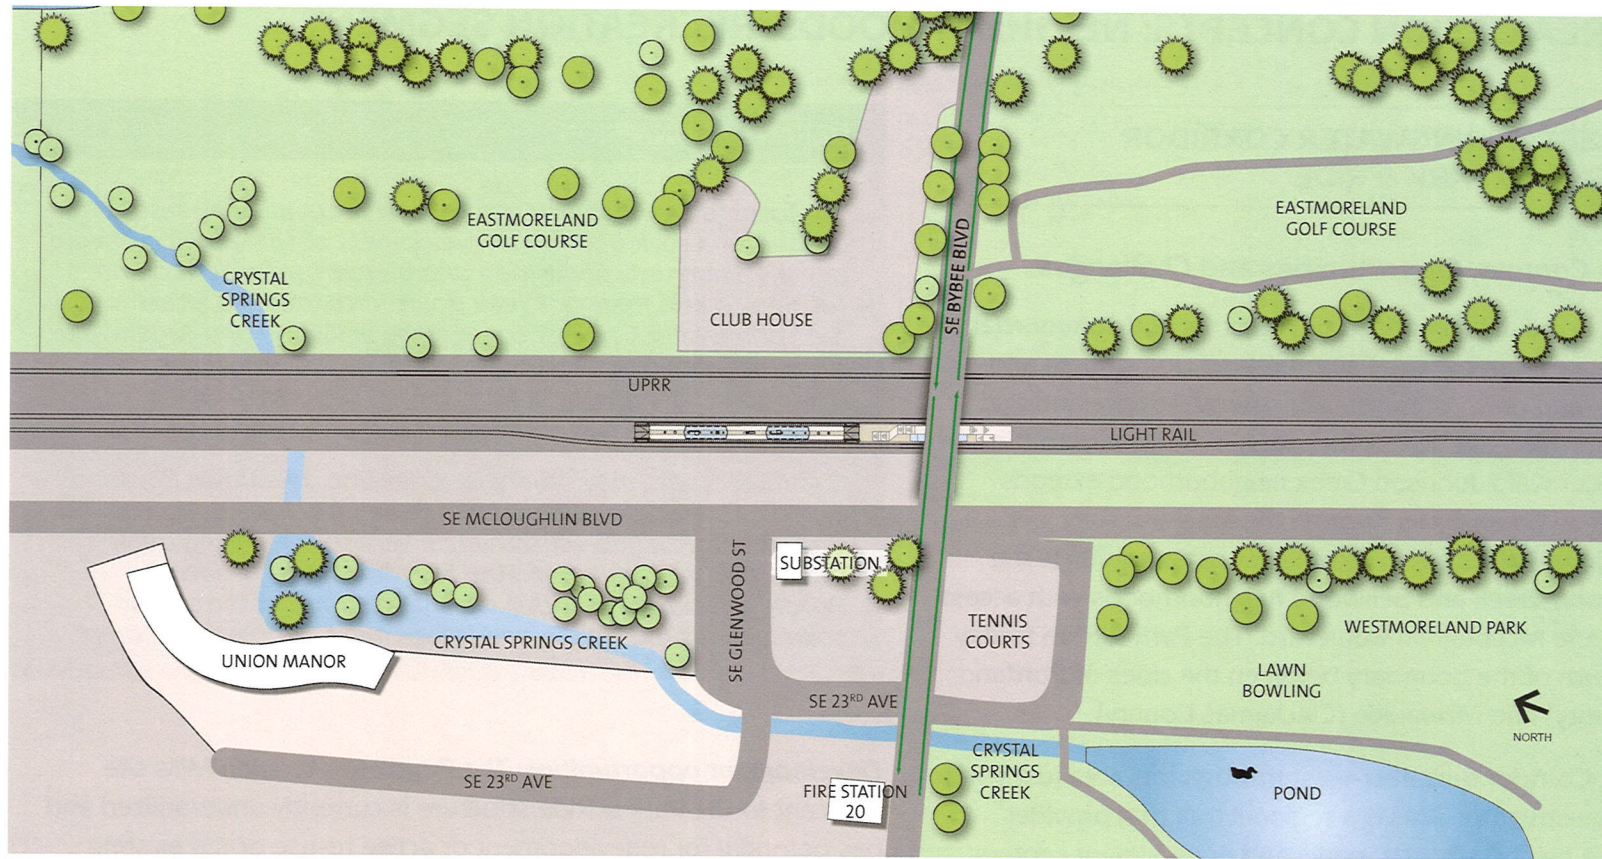 EASTMORELAND
GOLF COURSE
EASTMORELAND
GOLF COURSE
CRYSTAL
SPRINGS
CREEK
CLUB HOUSE
SE BYBEE BLVD
UPRR
LIGHT RAIL
SE MCLOUGHLIN BLVD
SUBSTATION
SE GLENWOOD ST
TENNIS
COURTS
WESTMORELAND PARK
CRYSTAL SPRINGS CREEK
UNION MANOR
LAWN
BOWLING
SE 23RD AVE
NORTH
CRYSTAL
SPRINGS
CREEK
SE 23RD AVE
FIRE STATION
20
POND